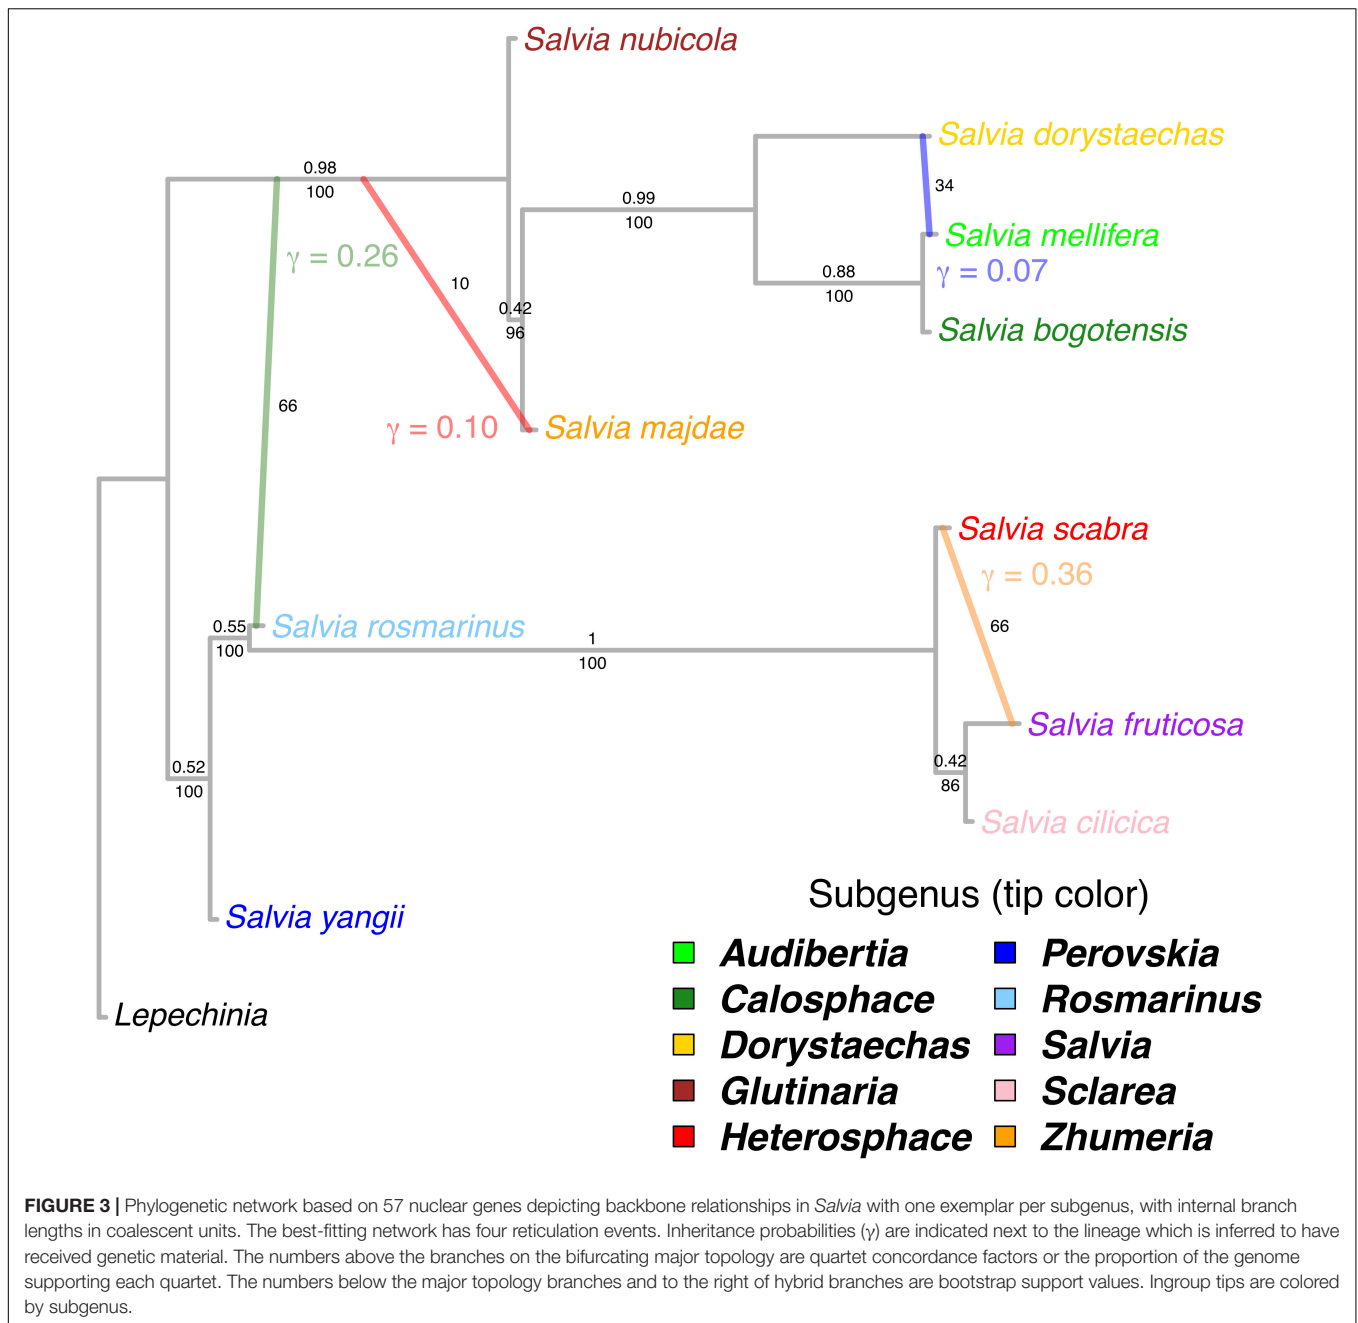 Salvia nubicola
Salvia dorystaechas
0.98
100
34
0.99
100
Salvia mellifera
γ = 0.26
γ = 0.07
0.88
100
10
0.42
96
Salvia bogotensis
66
γ = 0.10
Salvia majdae
Salvia scabra
γ = 0.36
0.55
100
Salvia rosmarinus
66
1
100
Salvia fruticosa
0.52
100
0.42
86
Salvia cilicica
Salvia yangii
Lepechinia
Subgenus (tip color)
Audibertia
Calosphace
Dorystaechas
Glutinaria
Heterosphace
Perovskia
Rosmarinus
Salvia
Sclarea
Zhumeria
FIGURE 3 | Phylogenetic network based on 57 nuclear genes depicting backbone relationships in Salvia with one exemplar per subgenus, with internal branch
lengths in coalescent units. The best-fitting network has four reticulation events. Inheritance probabilities (γ) are indicated next to the lineage which is inferred to have
received genetic material. The numbers above the branches on the bifurcating major topology are quartet concordance factors or the proportion of the genome
supporting each quartet. The numbers below the major topology branches and to the right of hybrid branches are bootstrap support values. Ingroup tips are colored
by subgenus.